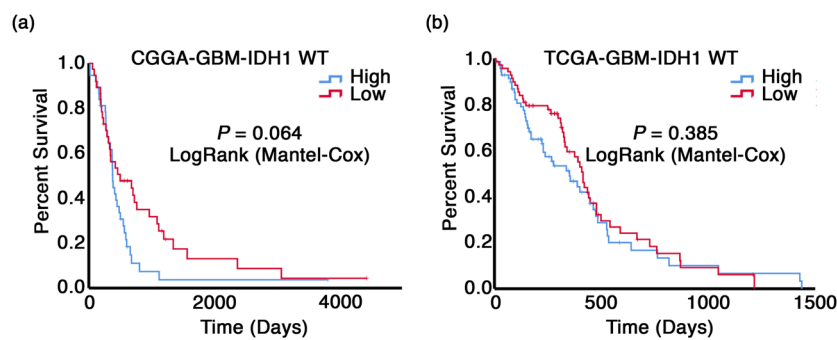 (a)
CGGA-GBM-IDH1 WT
High
Low
P = 0.064
LogRank (Mantel-Cox)
Percent Survival
1.0
0.8
0.6
0.4
0.2
0.0
0
2000
4000
Time (Days)
(b)
TCGA-GBM-IDH1 WT
High
Low
P = 0.385
LogRank (Mantel-Cox)
Percent Survival
1.0
0.8
0.6
0.4
0.2
0.0
0
500
1000
1500
Time (Days)